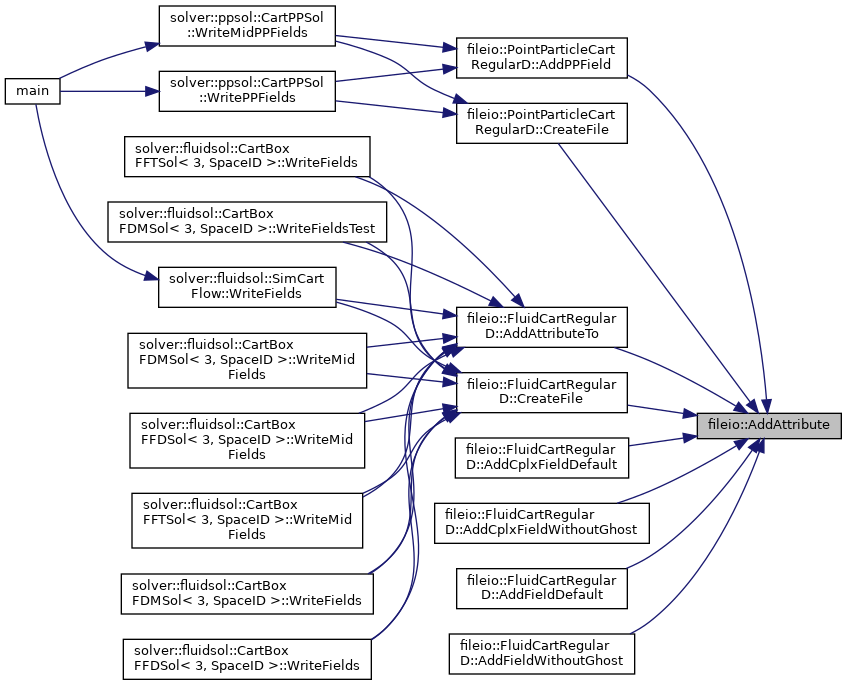 main
solver::ppsol::CartPPSol
::WriteMidPPFields
solver::ppsol::CartPPSol
::WritePPFields
solver::fluidsol::CartBox
FFTSol< 3, SpaceID >::WriteFields
solver::fluidsol::CartBox
FDMSol< 3, SpaceID >::WriteFieldsTest
solver::fluidsol::SimCart
Flow::WriteFields
solver::fluidsol::CartBox
FDMSol< 3, SpaceID >::WriteMid
Fields
solver::fluidsol::CartBox
FFDSol< 3, SpaceID >::WriteMid
Fields
solver::fluidsol::CartBox
FFTSol< 3, SpaceID >::WriteMid
Fields
solver::fluidsol::CartBox
FDMSol< 3, SpaceID >::WriteFields
solver::fluidsol::CartBox
FFDSol< 3, SpaceID >::WriteFields
fileio::PointParticleCart
RegularD::AddPPField
fileio::PointParticleCart
RegularD::CreateFile
fileio::FluidCartRegular
D::AddAttributeTo
fileio::FluidCartRegular
D::CreateFile
fileio::FluidCartRegular
D::AddCplxFieldDefault
fileio::FluidCartRegular
D::AddCplxFieldWithoutGhost
fileio::FluidCartRegular
D::AddFieldDefault
fileio::FluidCartRegular
D::AddFieldWithoutGhost
fileio::AddAttribute